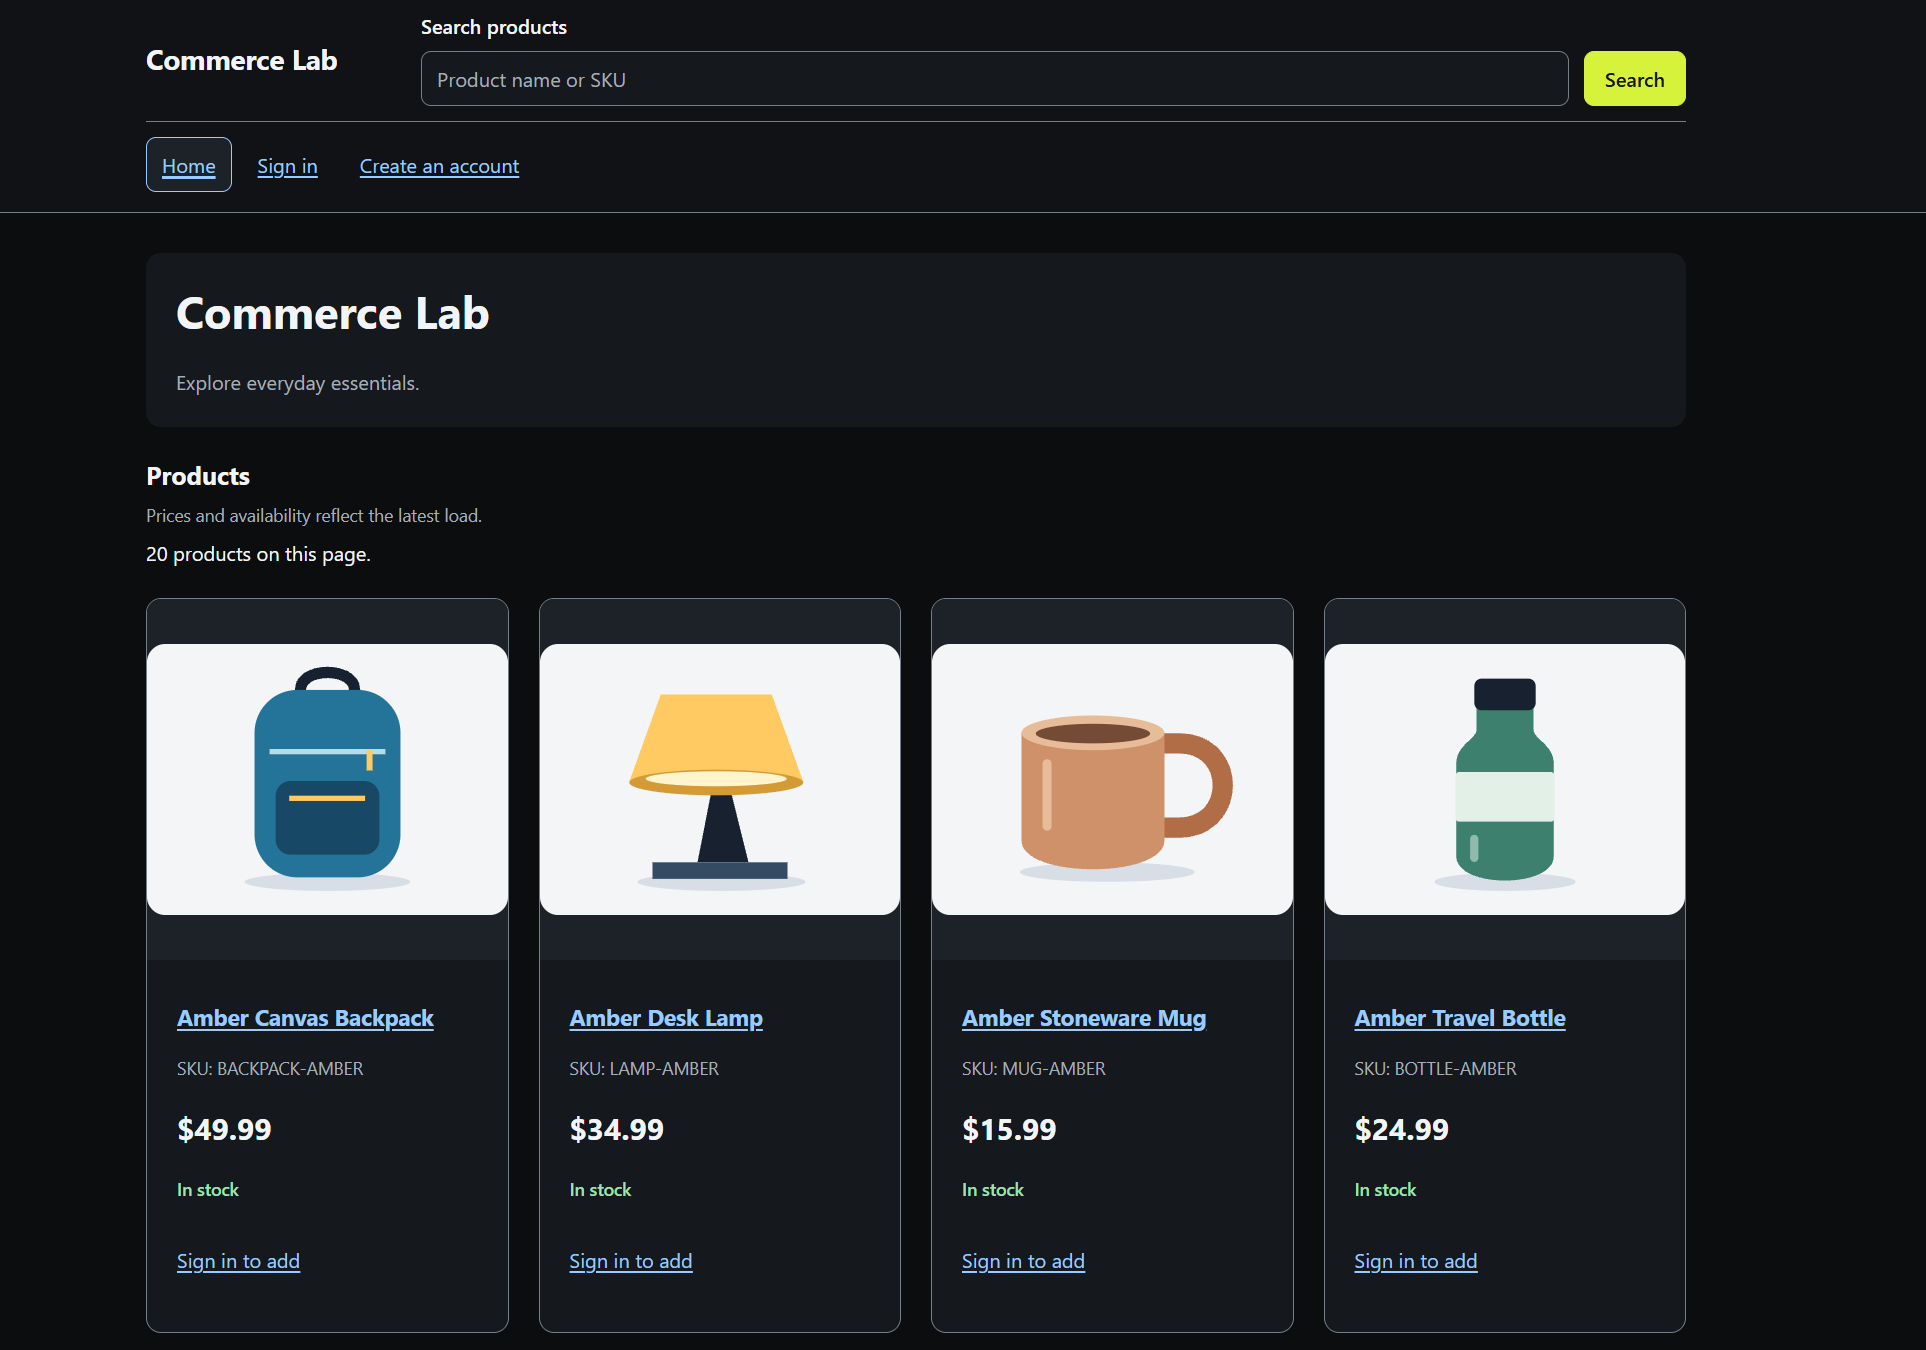 Commerce Lab
Search products
Product name or SKU
Search
Home
Sign in
Create an account
Commerce Lab
Explore everyday essentials.
Products
Prices and availability reflect the latest load.
20 products on this page.
Amber Canvas Backpack
SKU: BACKPACK-AMBER
$49.99
In stock
Sign in to add
Amber Desk Lamp
SKU: LAMP-AMBER
$34.99
In stock
Sign in to add
Amber Stoneware Mug
SKU: MUG-AMBER
$15.99
In stock
Sign in to add
Amber Travel Bottle
SKU: BOTTLE-AMBER
$24.99
In stock
Sign in to add